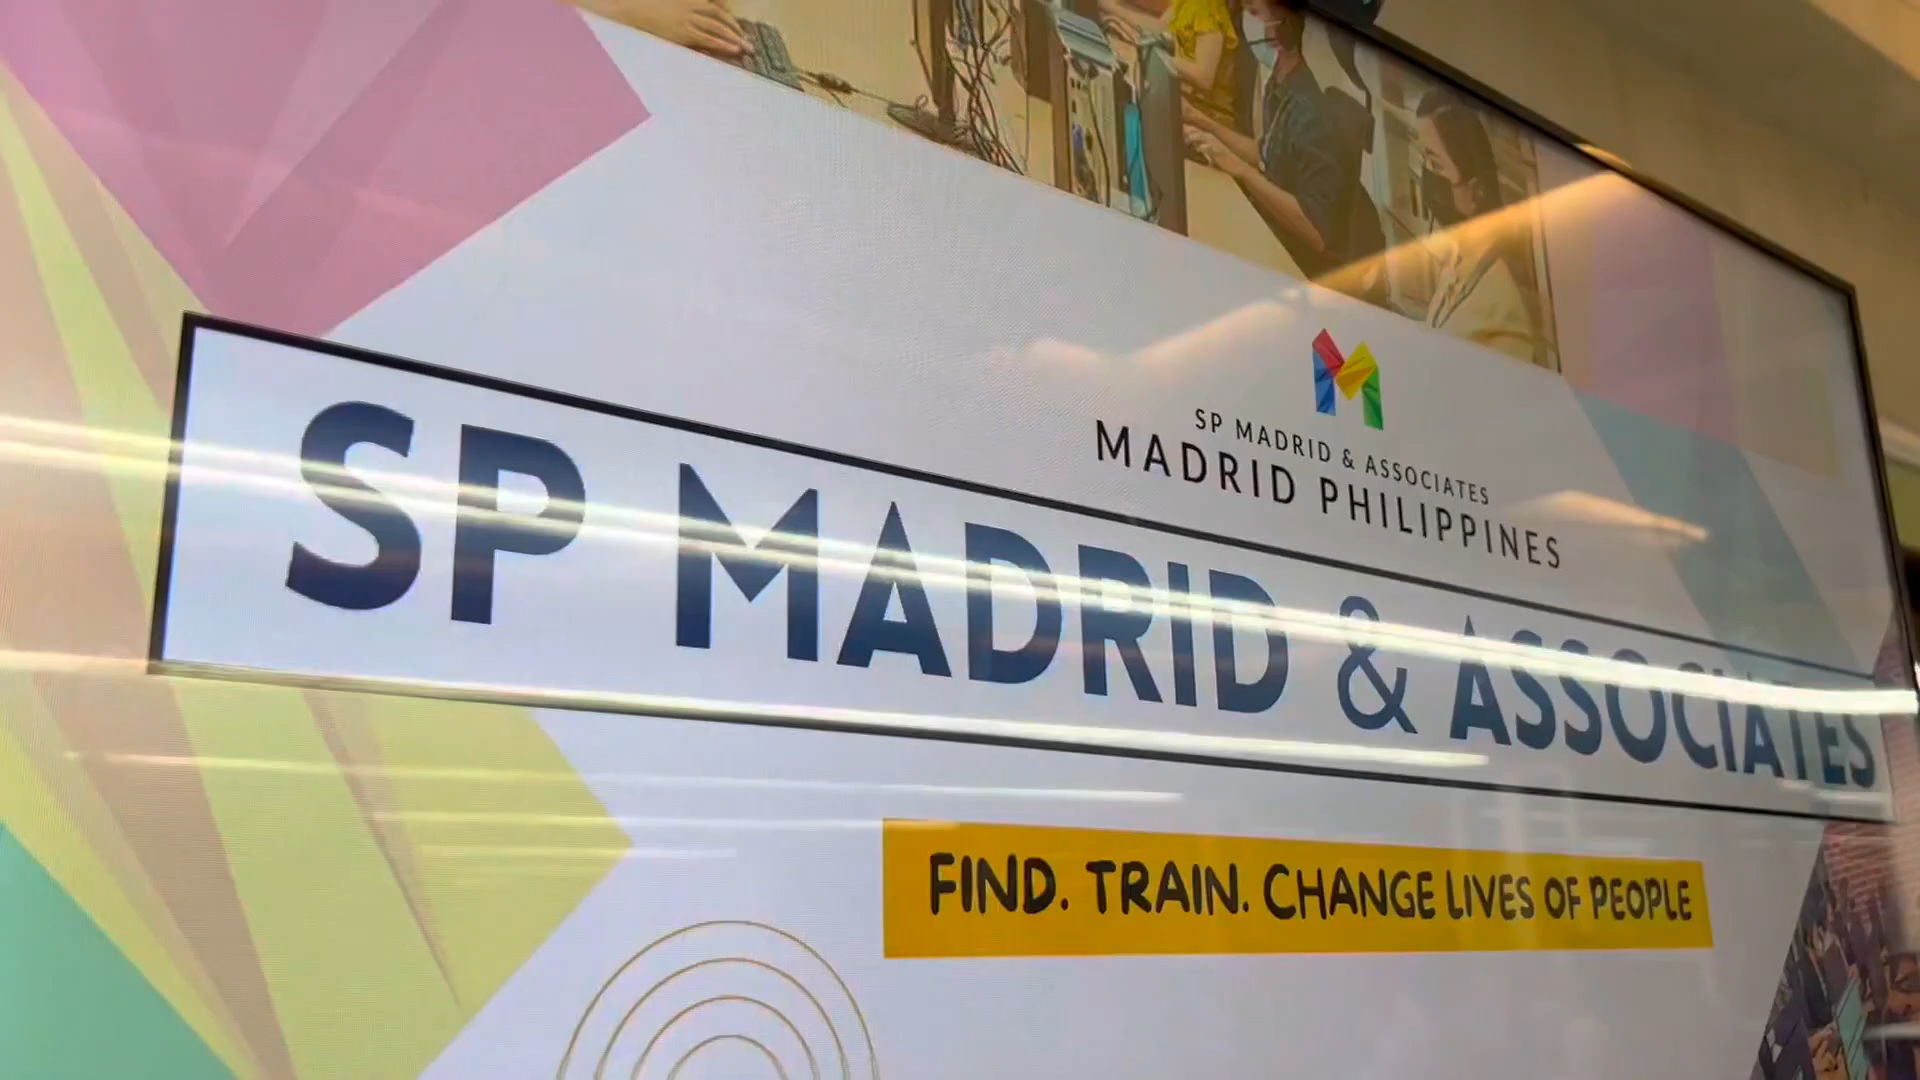 SP MADRID & ASSOCIATES
MADRID PHILIPPINES
SP MADRID & ASSOCIATES
FIND. TRAIN. CHANGE LIVES OF PEOPLE